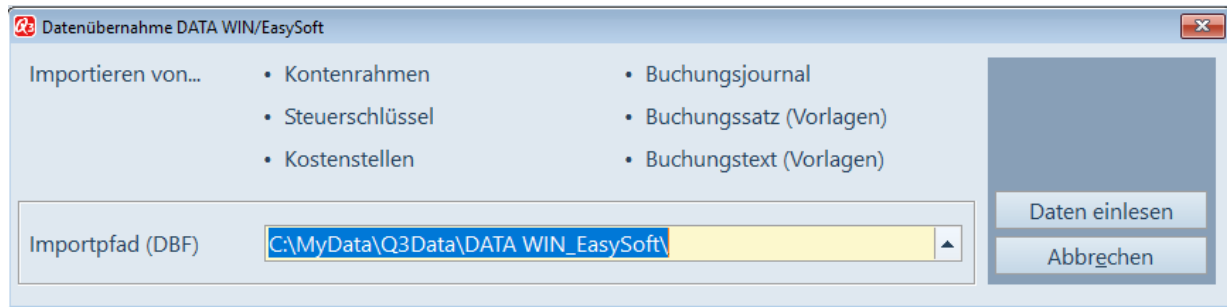 Q3 Datenübernahme DATA WIN/EasySoft
Importieren von... • Kontenrahmen • Buchungsjournal
• Steuerschlüssel • Buchungssatz (Vorlagen)
• Kostenstellen • Buchungstext (Vorlagen)
Daten einlesen
Importpfad (DBF) C:\MyData\Q3Data\DATA WIN_EasySoft\
Abbrechen